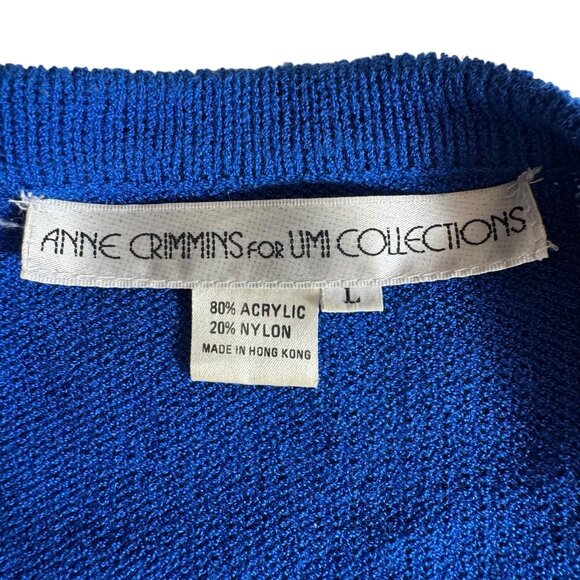 ANNE CRIMMINS FOR UMI COLLECTIONS
L
80% ACRYLIC
20% NYLON
MADE IN HONG KONG